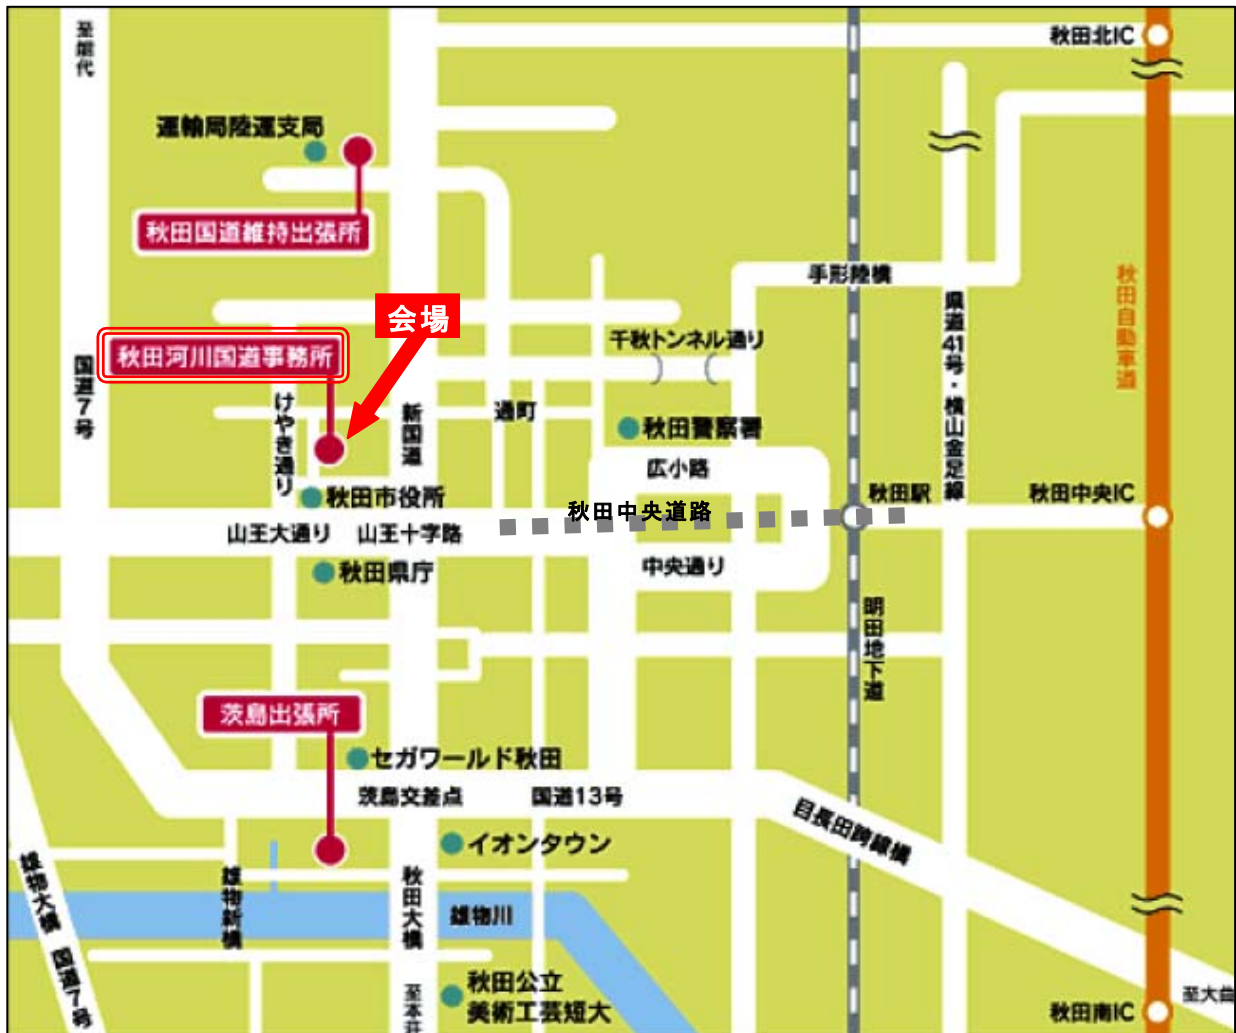 至能代
秋田北IC
運輸局陸運支局
秋田国道維持出張所
手形陸橋
秋田自動車道
県道41号・横山金足線
会場
千秋トンネル通り
秋田河川国道事務所
国道7号
けやき通り
新国道
通町
秋田警察署
広小路
秋田市役所
秋田駅
秋田中央IC
秋田中央道路
山王大通り
山王十字路
中央通り
秋田県庁
明田地下道
茨島出張所
セガワールド秋田
茨島交差点
国道13号
目長田跨線橋
イオンタウン
雄物大橋
国道7号
雄物新橋
秋田大橋
雄物川
秋田公立
美術工芸短大
至本荘
至大曲
秋田南IC